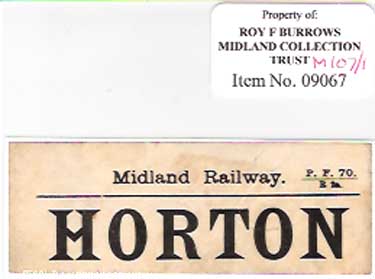 Property of:
ROY F BURROWS
MIDLAND COLLECTION
TRUST M107/1
Item No. 09067
Midland Railway. P. F. 70.
HORTON